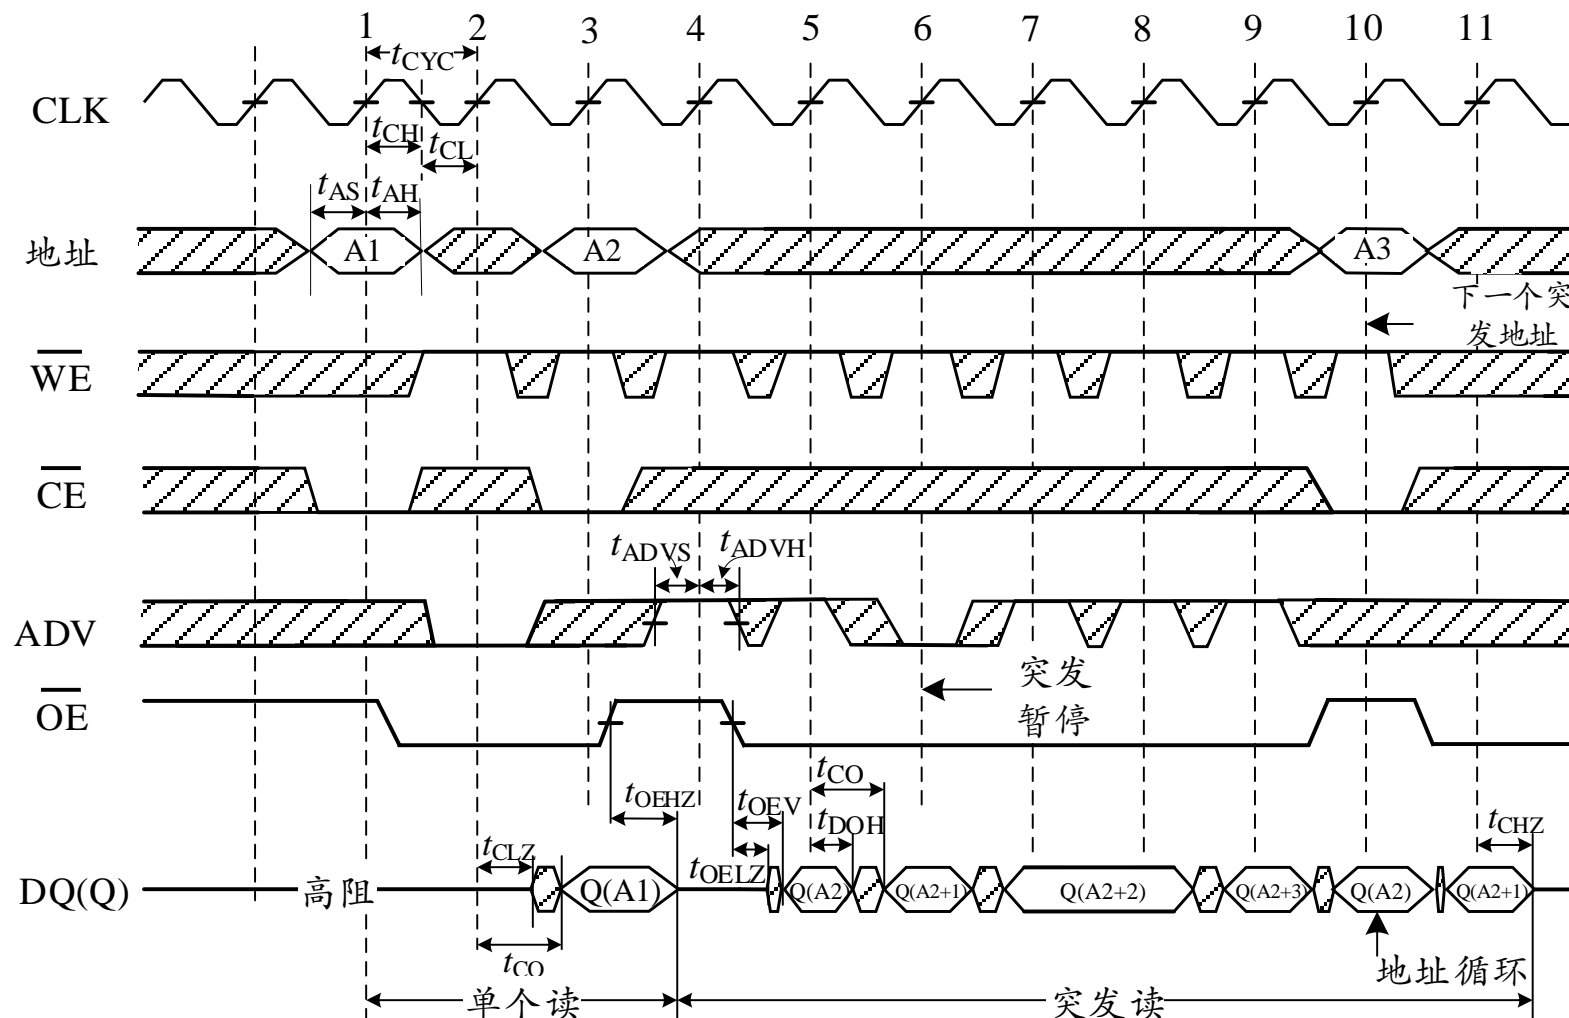 1 2 3 4 5 6 7 8 9 10 11
tCYC
CLK
tCH
tCL
tAS tAH
地址 A1 A2 A3
下一个突
发地址
WE
CE
tADVS tADVH
ADV
突发
暂停
OE
tCO
tOEHZ tOEV
tDOH tCHZ
tCLZ tOELZ
DQ(Q) 高阻 Q(A1) Q(A2) Q(A2+1) Q(A2+2) Q(A2+3) Q(A2) Q(A2+1)
tCO
地址循环
单个读 突发读